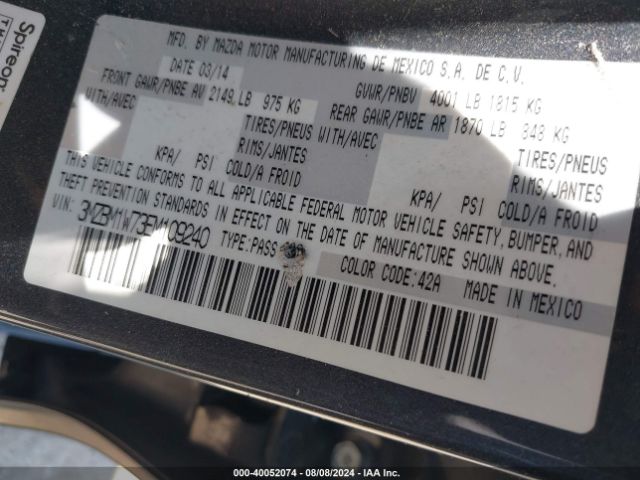 Spireon
MFD. BY MAZDA MOTOR MANUFACTURING DE MEXICO S.A. DE C.V.
DATE 03/14
GVWR/PNBV 4001 LB 1815 KG
FRONT GAWR/PNBE AV 2149 LB 975 KG
REAR GAWR/PNBE AR 1870 LB 848 KG
WITH/AVEC
TIRES/PNEUS WITH/AVEC
TIRES/PNEUS
RIMS/JANTES
RIMS/JANTES
KPA/ PSI COLD/A FROID
KPA/ PSI COLD/A FROID
THIS VEHICLE CONFORMS TO ALL APPLICABLE FEDERAL MOTOR VEHICLE SAFETY, BUMPER, AND
THEFT PREVENTION STANDARDS IN EFFECT ON THE DATE OF MANUFACTURE SHOWN ABOVE.
VIN: 3MZBM1W73EM109240 TYPE:PASS
COLOR CODE:42A MADE IN MEXICO
000-40052074 - 08/08/2024 - IAA Inc.